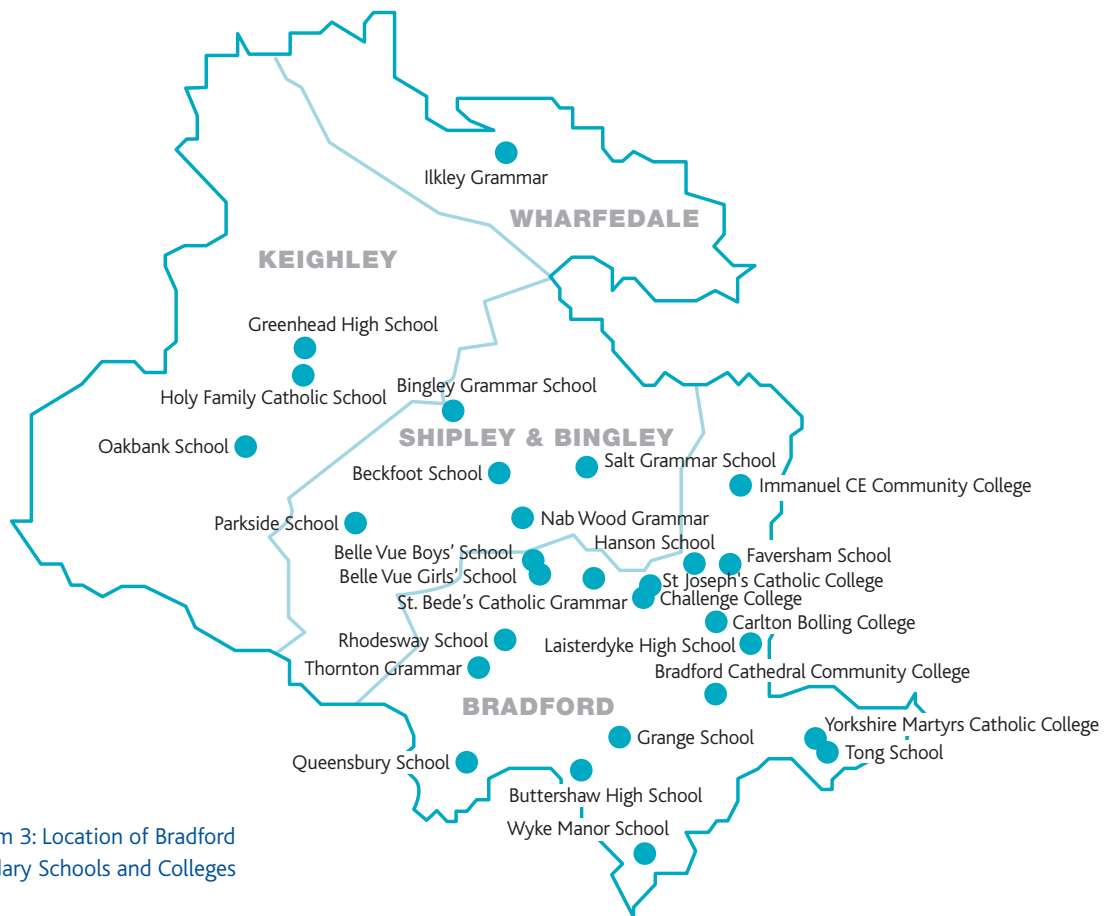 Ilkley Grammar
WHARFEDALE
KEIGHLEY
Greenhead High School
Holy Family Catholic School
Bingley Grammar School
Oakbank School
SHIPLEY & BINGLEY
Beckfoot School
Salt Grammar School
Immanuel CE Community College
Parkside School
Nab Wood Grammar
Hanson School
Belle Vue Boys' School
Faversham School
Belle Vue Girls' School
St Joseph's Catholic College
St. Bede's Catholic Grammar
Challenge College
Carlton Bolling College
Rhodesway School
Laisterdyke High School
Thornton Grammar
Bradford Cathedral Community College
BRADFORD
Yorkshire Martyrs Catholic College
Grange School
Tong School
Queensbury School
Buttershaw High School
Wyke Manor School
3: Location of Bradford
Schools and Colleges